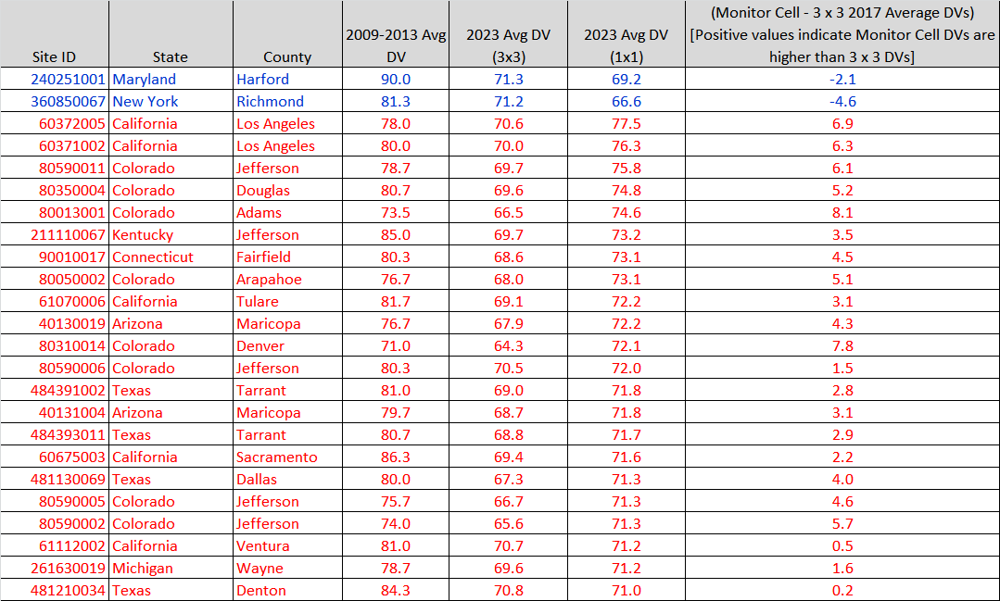 (Monitor Cell - 3 x 3 2017 Average DVs)
2009-2013 Avg 2023 Avg DV 2023 Avg DV [Positive values indicate Monitor Cell DVs are
Site ID State County DV (3x3) (1x1) higher than 3 x 3 DVs]
240251001 Maryland Harford 90.0 71.3 69.2 -2.1
360850067 New York Richmond 81.3 71.2 66.6 -4.6
60372005 California Los Angeles 78.0 70.6 77.5 6.9
60371002 California Los Angeles 80.0 70.0 76.3 6.3
80590011 Colorado Jefferson 78.7 69.7 75.8 6.1
80350004 Colorado Douglas 80.7 69.6 74.8 5.2
80013001 Colorado Adams 73.5 66.5 74.6 8.1
211110067 Kentucky Jefferson 85.0 69.7 73.2 3.5
90010017 Connecticut Fairfield 80.3 68.6 73.1 4.5
80050002 Colorado Arapahoe 76.7 68.0 73.1 5.1
61070006 California Tulare 81.7 69.1 72.2 3.1
40130019 Arizona Maricopa 76.7 67.9 72.2 4.3
80310014 Colorado Denver 71.0 64.3 72.1 7.8
80590006 Colorado Jefferson 80.3 70.5 72.0 1.5
484391002 Texas Tarrant 81.0 69.0 71.8 2.8
40131004 Arizona Maricopa 79.7 68.7 71.8 3.1
484393011 Texas Tarrant 80.7 68.8 71.7 2.9
60675003 California Sacramento 86.3 69.4 71.6 2.2
481130069 Texas Dallas 80.0 67.3 71.3 4.0
80590005 Colorado Jefferson 75.7 66.7 71.3 4.6
80590002 Colorado Jefferson 74.0 65.6 71.3 5.7
61112002 California Ventura 81.0 70.7 71.2 0.5
261630019 Michigan Wayne 78.7 69.6 71.2 1.6
481210034 Texas Denton 84.3 70.8 71.0 0.2